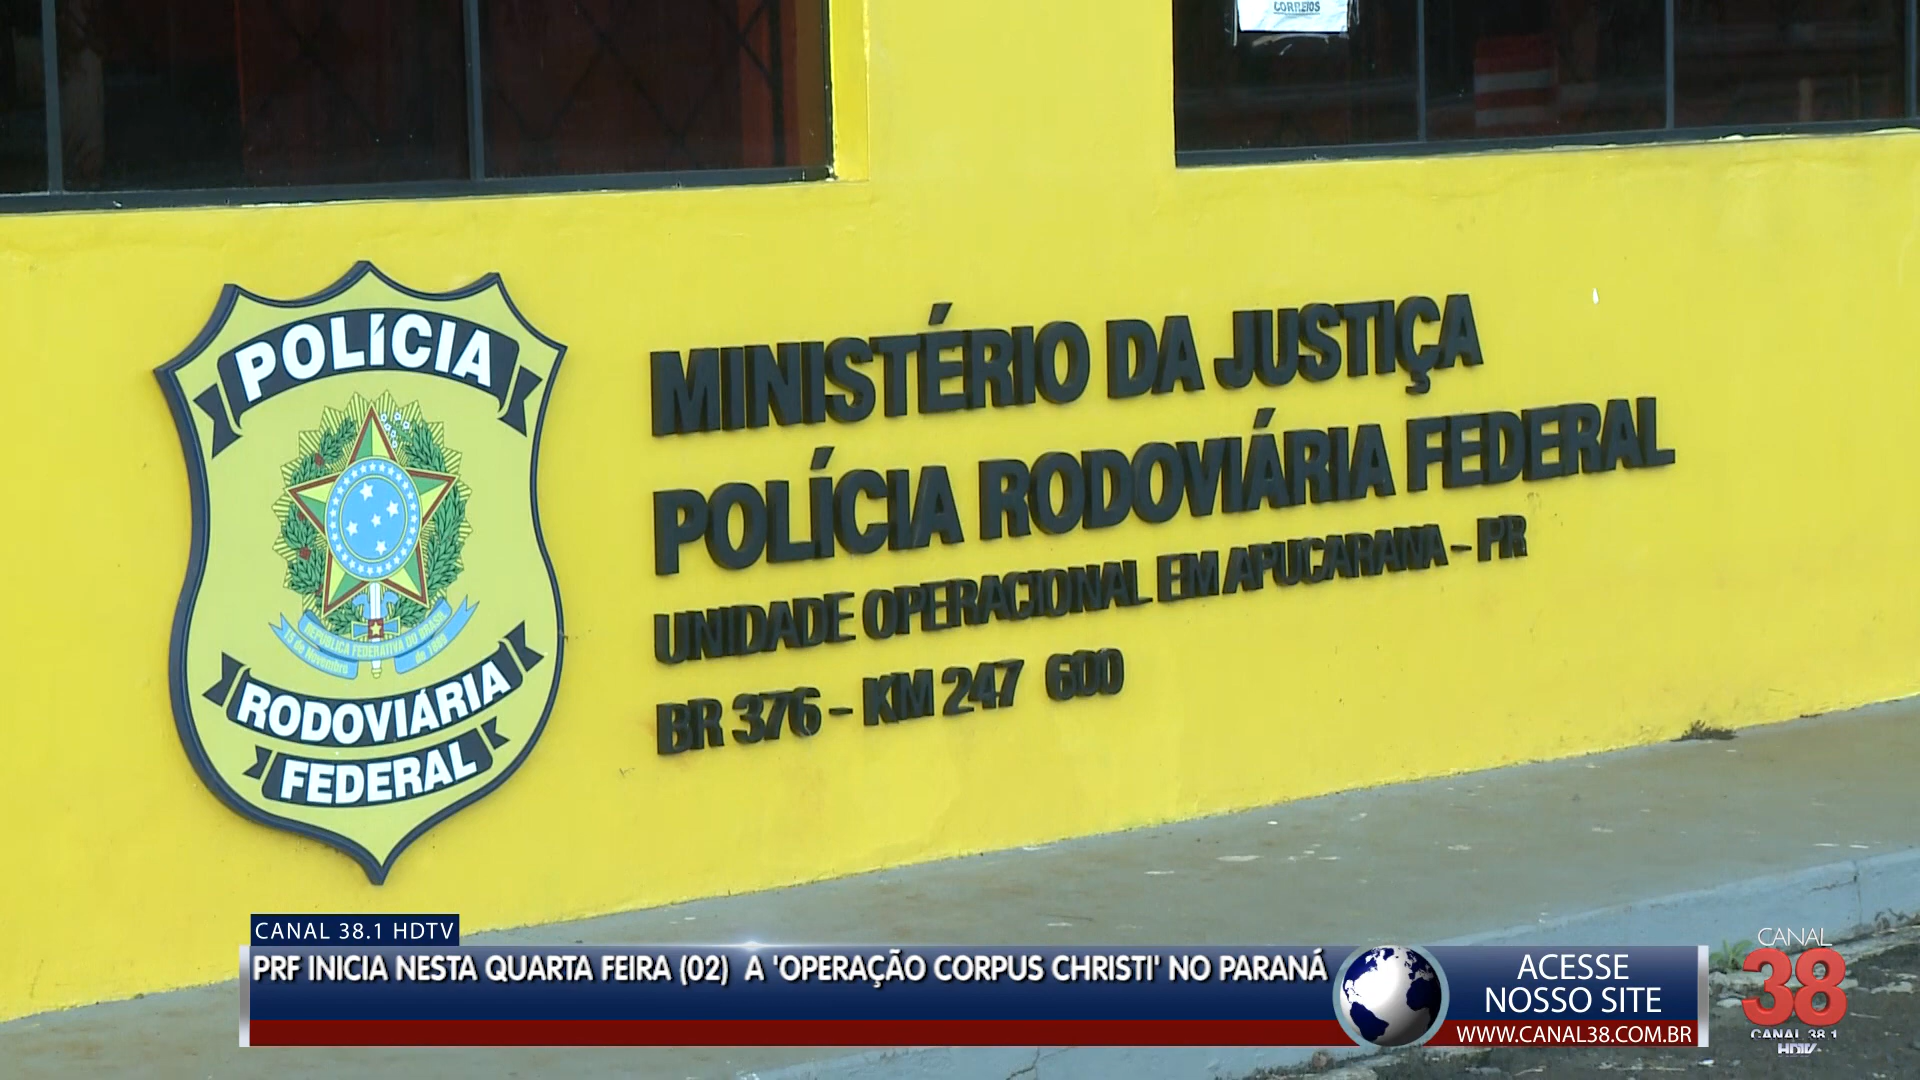 CORREIOS
POLÍCIA
MINISTÉRIO DA JUSTIÇA
POLÍCIA RODOVIÁRIA FEDERAL
UNIDADE OPERACIONAL EM APUCARANA - PR
BR 376 - KM 247 600
REPÚBLICA FEDERATIVA DO BRASIL
15 de Novembro de 1889
RODOVIÁRIA
FEDERAL
CANAL 38.1 HDTV
PRF INICIA NESTA QUARTA FEIRA (02) A 'OPERAÇÃO CORPUS CHRISTI' NO PARANÁ
ACESSE
NOSSO SITE
WWW.CANAL38.COM.BR
CANAL
38
CANAL 38.1
HDTV